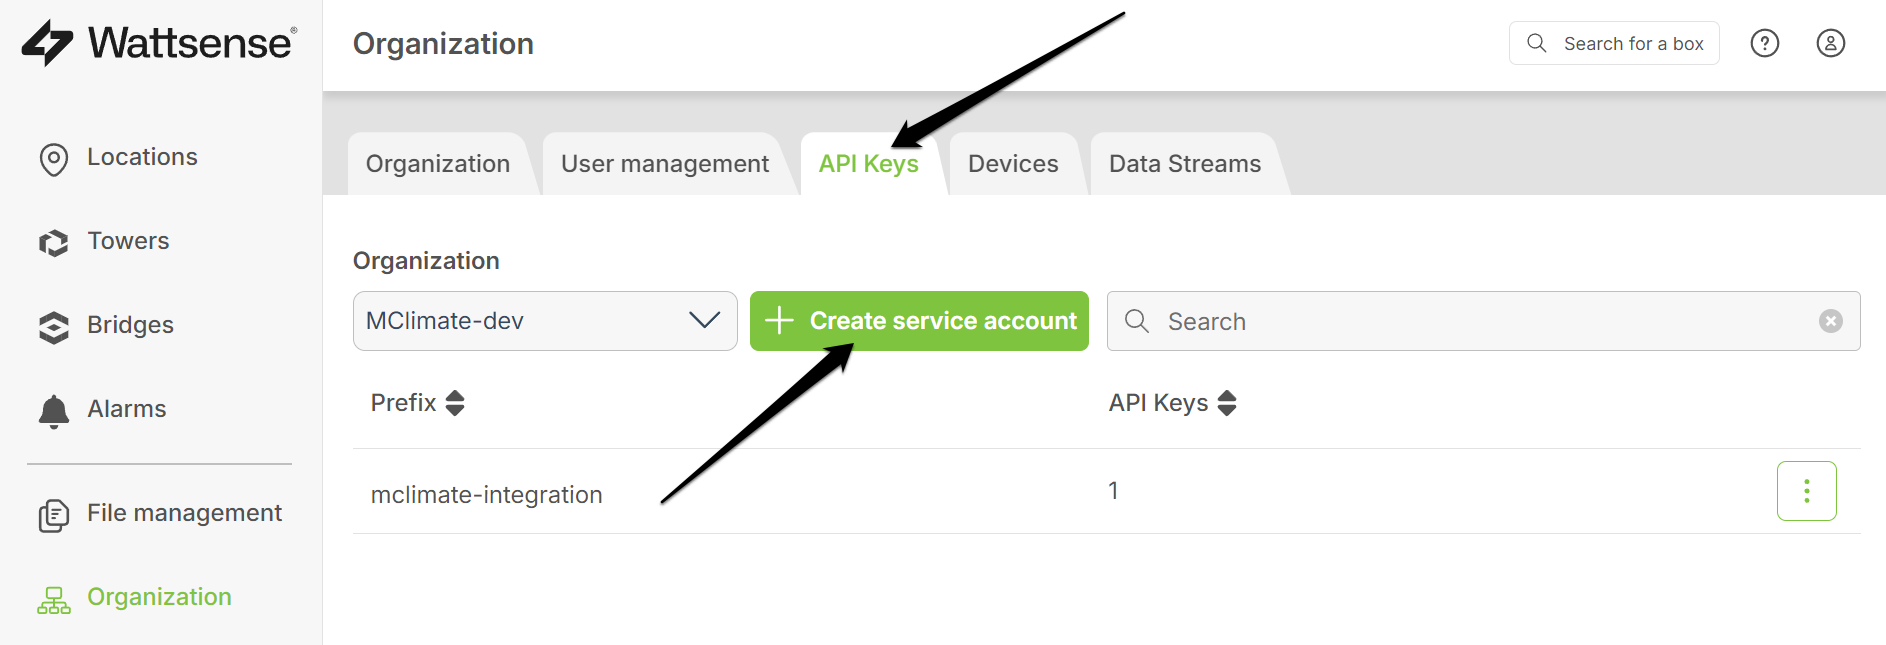 Wattsense®
Organization
Search for a box
Locations
Towers
Bridges
Alarms
File management
Organization
Organization
User management
API Keys
Devices
Data Streams
Organization
MClimate-dev
Create service account
Search
Prefix
API Keys
mclimate-integration
1